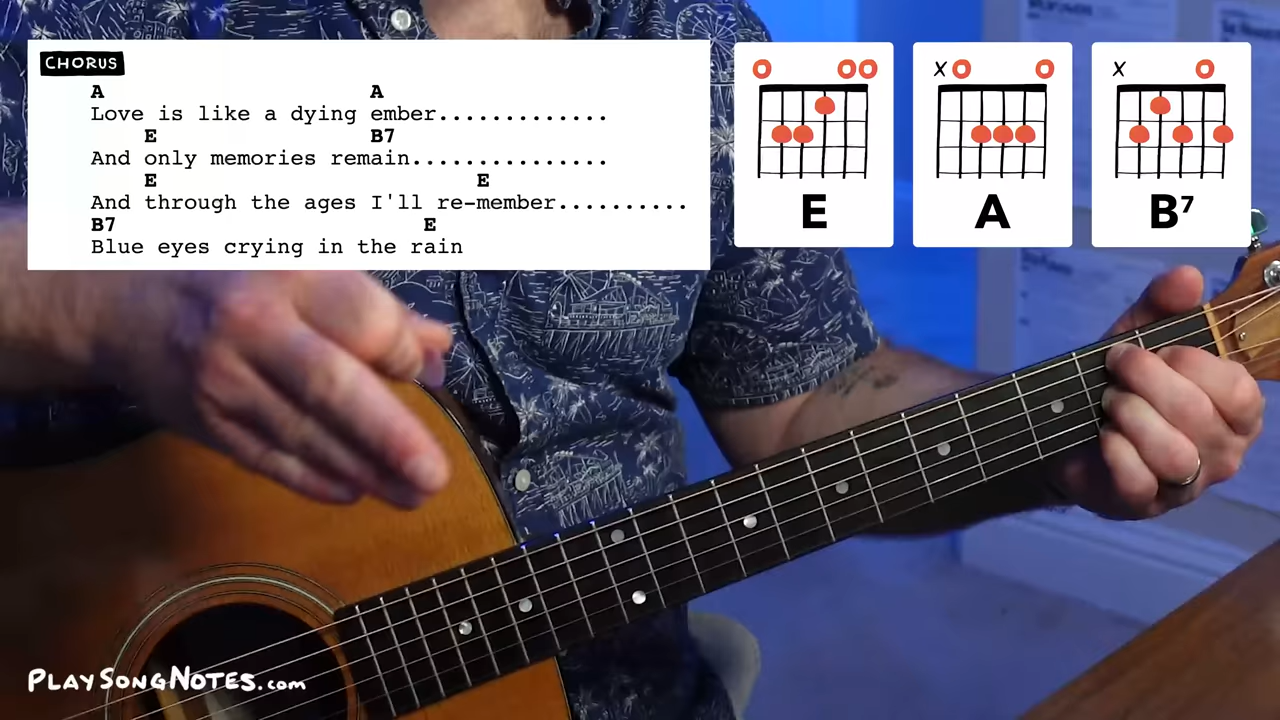 CHORUS
A A
Love is like a dying ember.............
E B7
And only memories remain...............
E E
And through the ages I'll re-member..........
B7 E
Blue eyes crying in the rain
O O O
X O O
X O
E
A
B7
PLAYSONGNOTES.com